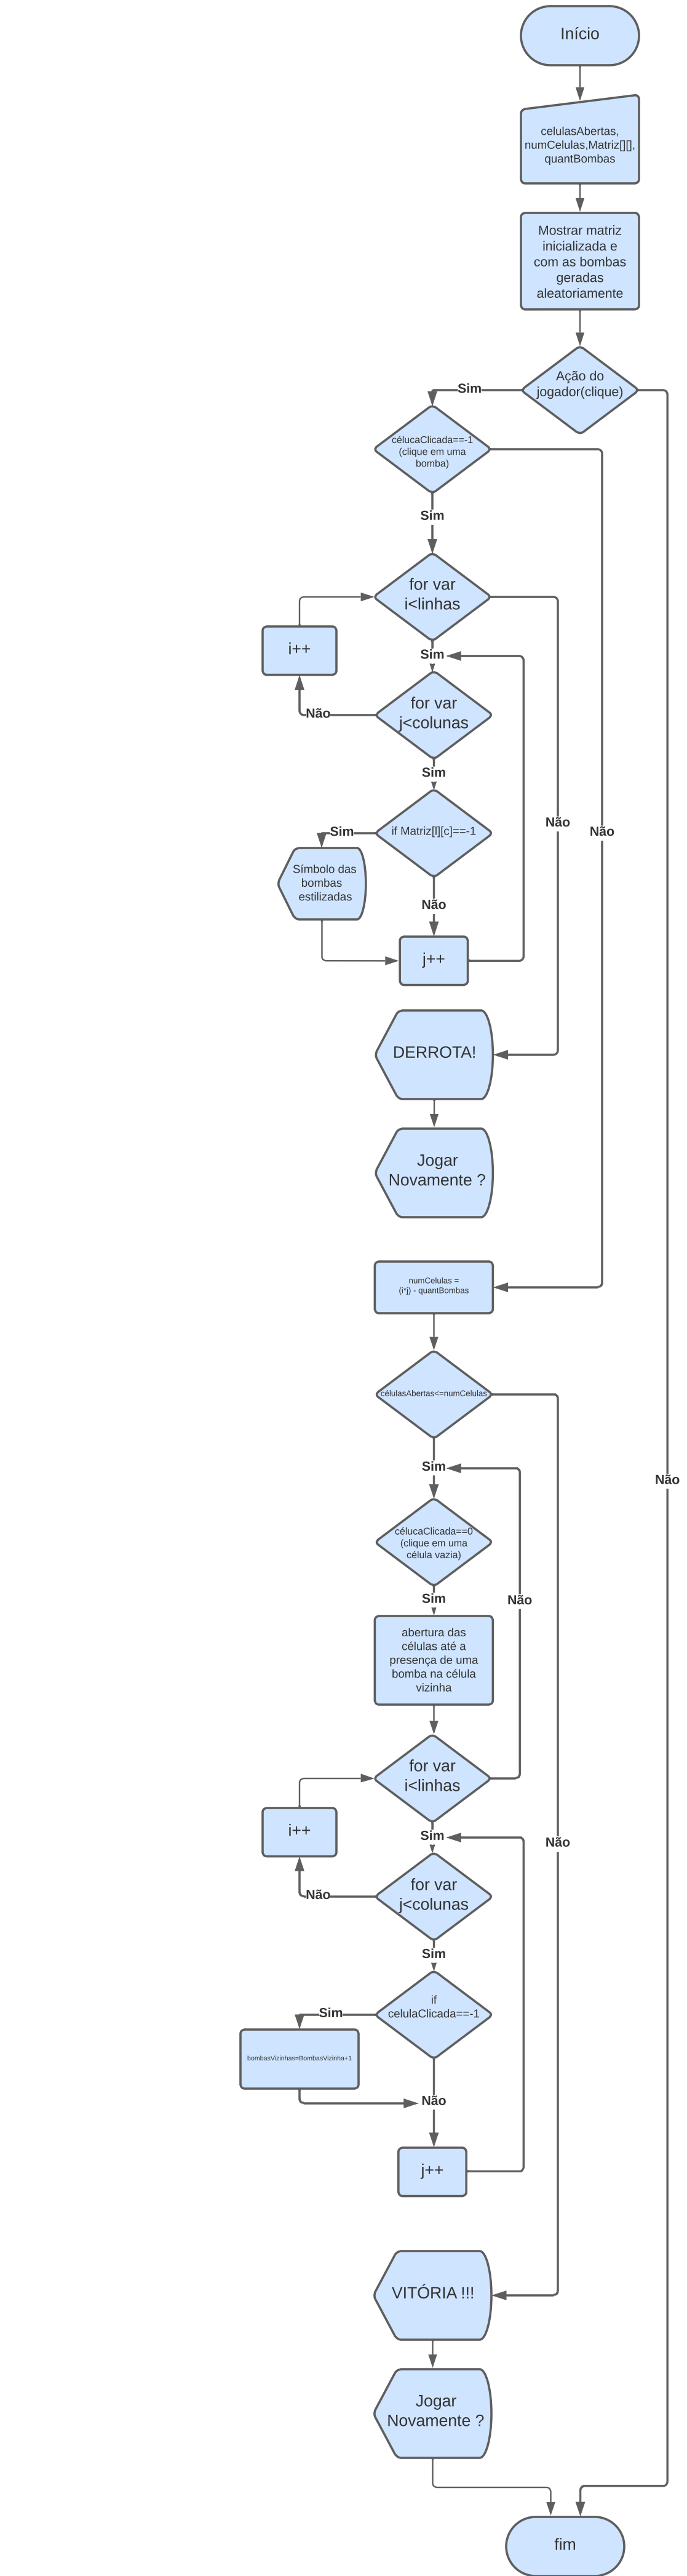 Início
celulasAbertas,
numCelulas,Matriz[][],
quantBombas
Mostrar matriz
inicializada e
com as bombas
geradas
aleatoriamente
Ação do
jogador(clique)
Sim
célucaClicada==-1
(clique em uma
bomba)
Sim
for var
i<linhas
i++
Sim
for var
j<colunas
Não
Sim
Não
Não
if Matriz[l][c]==-1
Sim
Símbolo das
bombas
estilizadas
Não
j++
DERROTA!
Jogar
Novamente ?
numCelulas =
(i*j) - quantBombas
célulasAbertas<=numCelulas
Sim
Não
célucaClicada==0
(clique em uma
célula vazia)
Sim
Não
abertura das
células até a
presença de uma
bomba na célula
vizinha
for var
i<linhas
i++
Sim
Não
for var
j<colunas
Não
Sim
if
celulaClicada==-1
Sim
bombasVizinhas=BombasVizinha+1
Não
j++
VITÓRIA !!!
Jogar
Novamente ?
fim